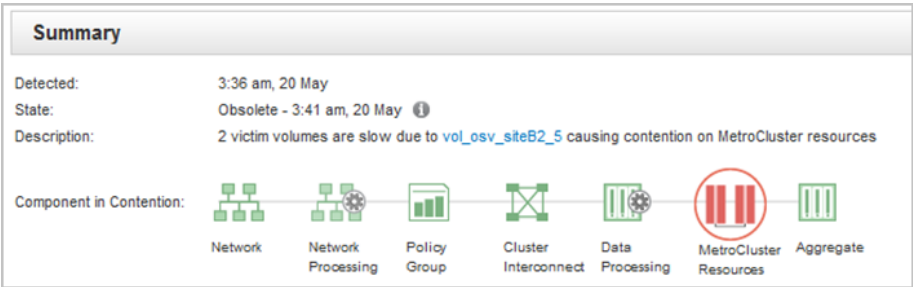 Summary
Detected: 3:36 am, 20 May
State: Obsolete - 3:41 am, 20 May
Description: 2 victim volumes are slow due to vol_osv_siteB2_5 causing contention on MetroCluster resources
Component in Contention:
Network
Network
Processing
Policy
Group
Cluster
Interconnect
Data
Processing
MetroCluster
Resources
Aggregate